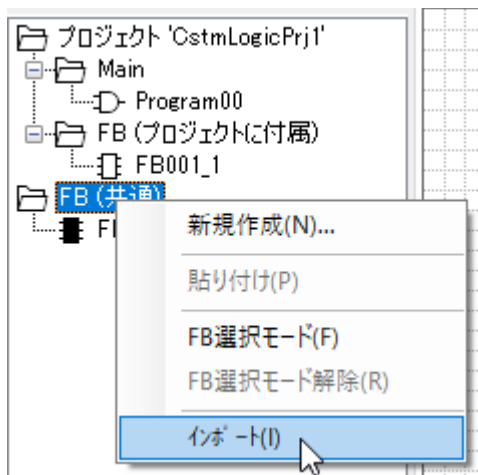 プロジェクト 'CstmLogicPrj1'
Main
Program00
FB (プロジェクトに付属)
FB001_1
FB (共通)
新規作成(N)...
貼り付け(P)
FB選択モード(F)
FB選択モード解除(R)
インポート(I)